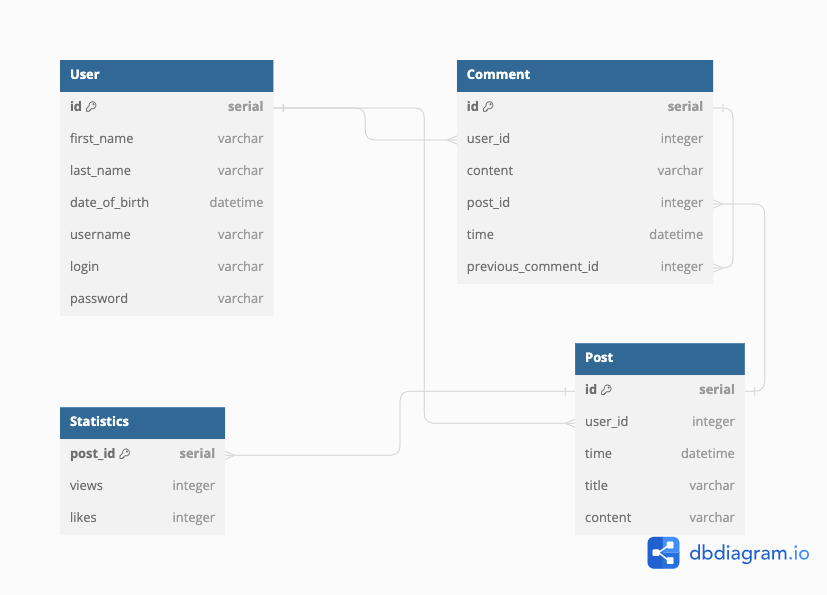 User
id serial
first_name varchar
last_name varchar
date_of_birth datetime
username varchar
login varchar
password varchar
Comment
id serial
user_id integer
content varchar
post_id integer
time datetime
previous_comment_id integer
Statistics
post_id serial
views integer
likes integer
Post
id serial
user_id integer
time datetime
title varchar
content varchar
dbdiagram.io